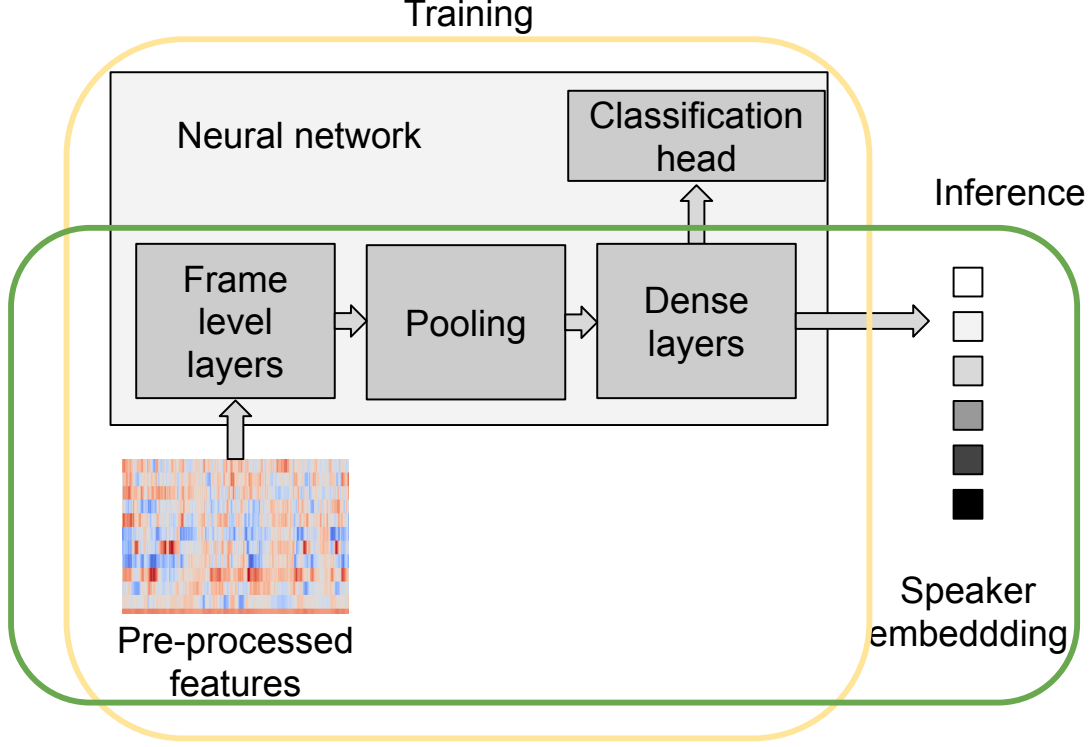 Training
Neural network
Classification
head
Inference
Frame
level
layers
Pooling
Dense
layers
Pre-processed
features
Speaker
embeddding